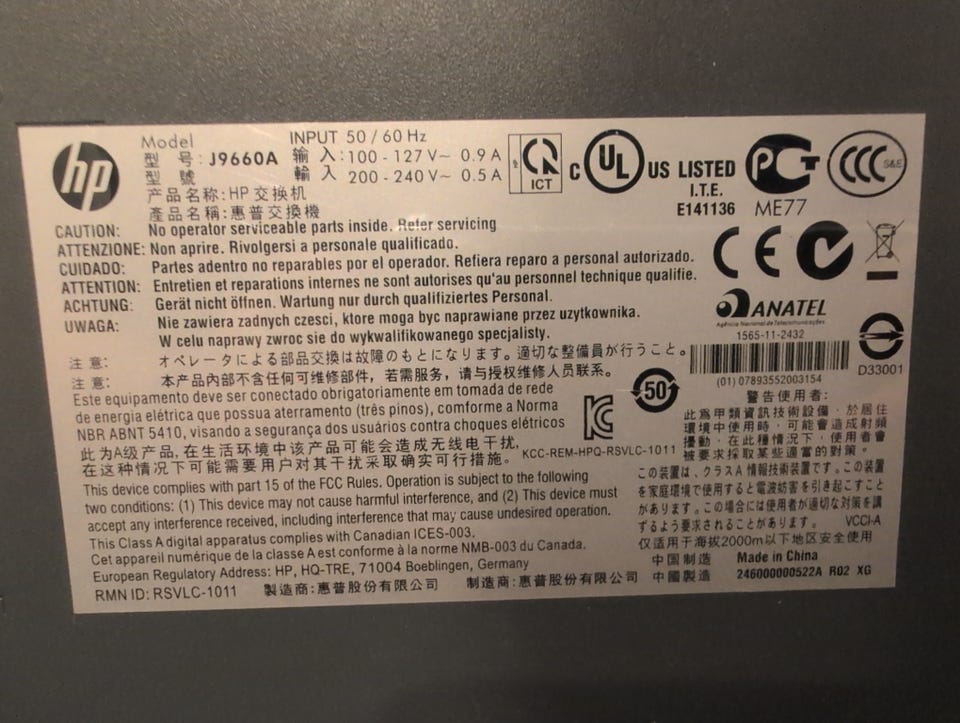 hp
Model
型 号: J9660A
型 號
INPUT 50 / 60 Hz
输 入:100 - 127 V~ 0.9 A
輸 入 200 - 240 V~ 0.5 A
产品名称: HP 交换机
產品名稱: 惠普交換機
ICT
C UL US LISTED
I.T.E.
E141136
ME77
CCC S&E
CAUTION: No operator serviceable parts inside. Refer servicing
ATTENZIONE: Non aprire. Rivolgersi a personale qualificado.
CUIDADO: Partes adentro no reparables por el operador. Refiera reparo a personal autorizado.
ATTENTION: Entretien et reparations internes ne sont autorises qu'au personnel technique qualifie.
ACHTUNG: Gerät nicht öffnen. Wartung nur durch qualifiziertes Personal.
UWAGA: Nie zawiera zadnych czesci, ktore moga byc naprawiane przez uzytkownika.
W celu naprawy zwroc sie do wykwalifikowanego specjalisty.
注意: オペレータによる部品交換は故障のもとになります。適切な整備員が行うこと。
注意: 本产品内部不含任何可维修部件，若需服务，请与授权维修人员联系。
Este equipamento deve ser conectado obrigatoriamente em tomada de rede
de energia elétrica que possua aterramento (três pinos), conforme a Norma
NBR ABNT 5410, visando a segurança dos usuários contra choques elétricos
此为A级产品, 在生活环境中该产品可能会造成无线电干扰,
在这种情况下可能需要用户对其干扰采取确实可行措施。
KCC-REM-HPQ-RSVLC-1011
This device complies with part 15 of the FCC Rules. Operation is subject to the following
two conditions: (1) This device may not cause harmful interference, and (2) This device must
accept any interference received, including interference that may cause undesired operation.
This Class A digital apparatus complies with Canadian ICES-003.
Cet appareil numérique de la classe A est conforme à la norme NMB-003 du Canada.
European Regulatory Address: HP, HQ-TRE, 71004 Boeblingen, Germany
RMN ID: RSVLC-1011 製造商: 惠普股份有限公司 制造商: 惠普股份有限公司
CE
ANATEL
Agência Nacional de Telecomunicações
1565-11-2432
(01) 07893552003154
D33001
50
警告使用者:
此為甲類資訊技術設備，於居住
環境中使用時，可能會造成射頻
擾動，在此種情況下，使用者會
被要求採取某些適當的對策。
この装置は、クラスA 情報技術装置です。この装置
を家庭環境で使用すると電波妨害を引き起こすこと
があります。この場合には使用者が適切な対策を講
ずるよう要求されることがあります。 VCCI-A
仅适用于海拔2000m以下地区安全使用
中国制造 Made in China
中國製造 246000000522A R02 XG